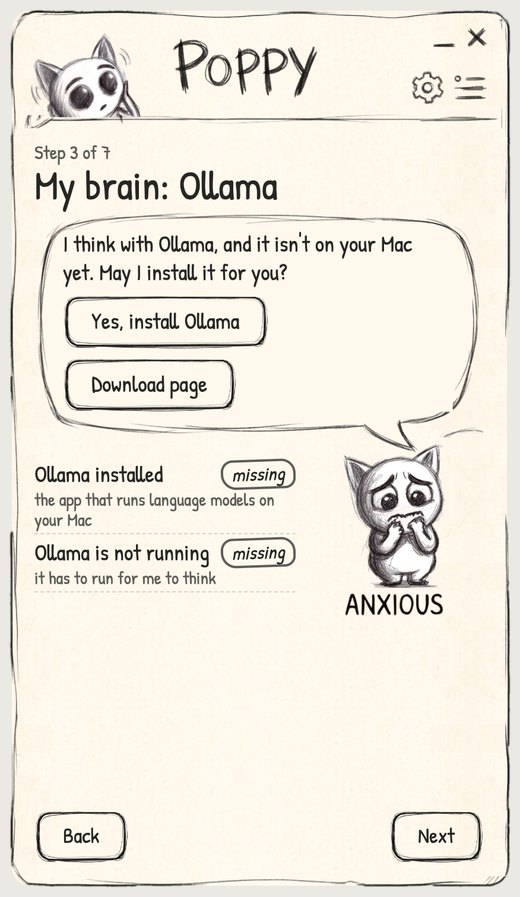 POPPY
Step 3 of 7
My brain: Ollama
I think with Ollama, and it isn't on your Mac
yet. May I install it for you?
Yes, install Ollama
Download page
Ollama installed
missing
the app that runs language models on
your Mac
Ollama is not running
missing
it has to run for me to think
ANXIOUS
Back
Next